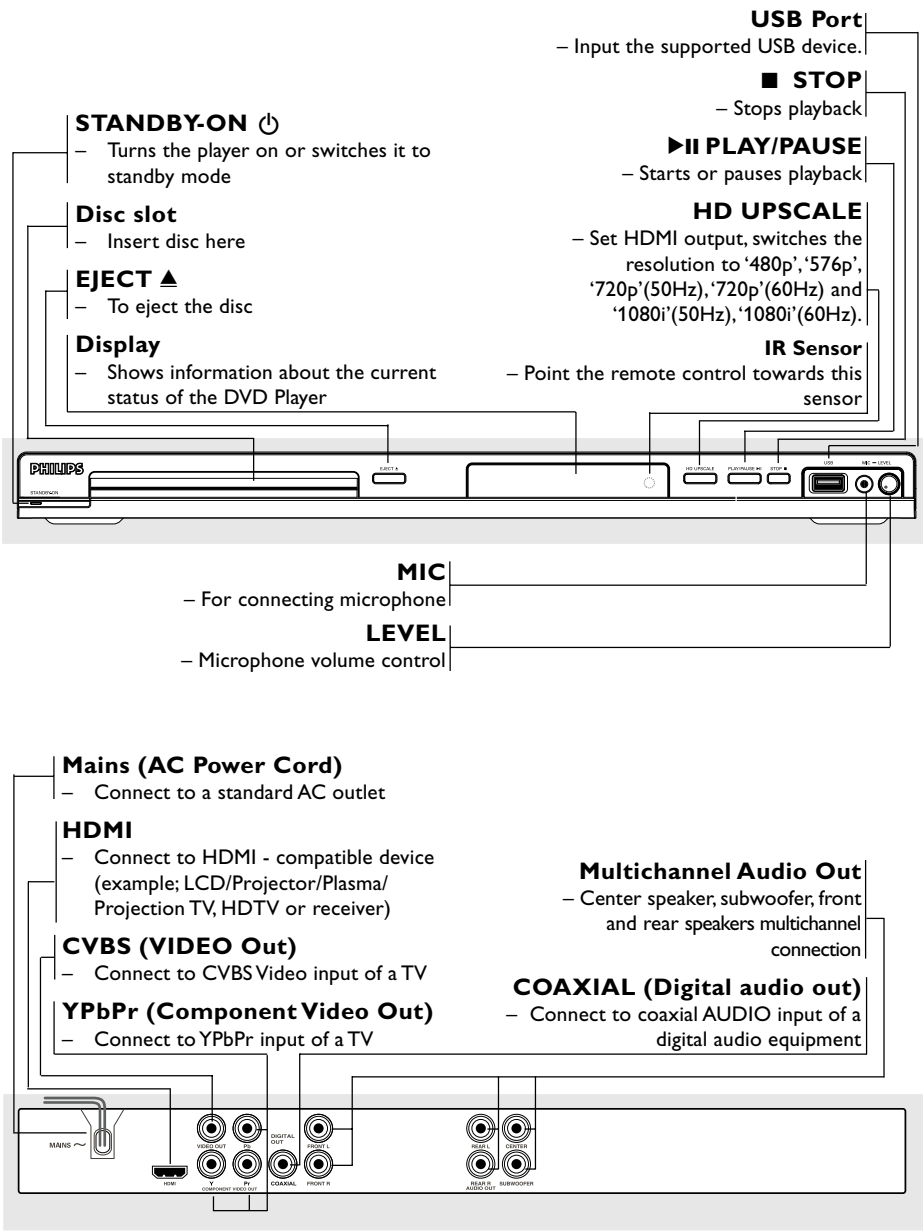 USB Port
– Input the supported USB device.
■ STOP
– Stops playback
STANDBY-ON ⏻
– Turns the player on or switches it to
standby mode
►II PLAY/PAUSE
– Starts or pauses playback
Disc slot
– Insert disc here
HD UPSCALE
– Set HDMI output, switches the
resolution to ‘480p’, ‘576p’,
‘720p’(50Hz), ‘720p’(60Hz) and
‘1080i’(50Hz), ‘1080i’(60Hz).
EJECT ▲
– To eject the disc
Display
– Shows information about the current
status of the DVD Player
IR Sensor
– Point the remote control towards this
sensor
PHILIPS
STANDBY-ON
EJECT ▲
HD UPSCALE
PLAY/PAUSE ►II
STOP ■
USB
MIC – LEVEL
MIC
– For connecting microphone
LEVEL
– Microphone volume control
Mains (AC Power Cord)
– Connect to a standard AC outlet
HDMI
– Connect to HDMI - compatible device
(example; LCD/Projector/Plasma/
Projection TV, HDTV or receiver)
CVBS (VIDEO Out)
– Connect to CVBS Video input of a TV
YPbPr (Component Video Out)
– Connect to YPbPr input of a TV
Multichannel Audio Out
– Center speaker, subwoofer, front
and rear speakers multichannel
connection
COAXIAL (Digital audio out)
– Connect to coaxial AUDIO input of a
digital audio equipment
MAINS ~
HDMI
VIDEO OUT
Pb
DIGITAL
OUT
FRONT L
REAR L
CENTER
Y
Pr
COMPONENT VIDEO OUT
COAXIAL
FRONT R
REAR R
AUDIO OUT
SUBWOOFER